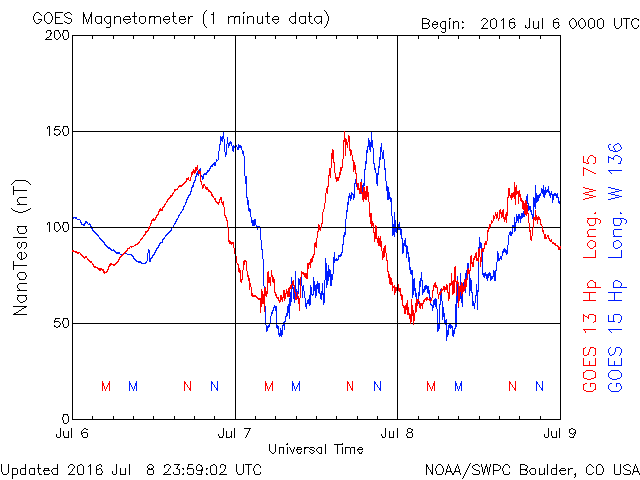 GOES Magnetometer (1 minute data)
Begin: 2016 Jul 6 0000 UTC
200
150
100
50
0
NanoTesla (nT)
M M N N M M N N M M N N
Jul 6 Jul 7 Jul 8 Jul 9
Universal Time
GOES 13 Hp Long. W 75
GOES 15 Hp Long. W 136
Updated 2016 Jul 8 23:59:02 UTC
NOAA/SWPC Boulder, CO USA